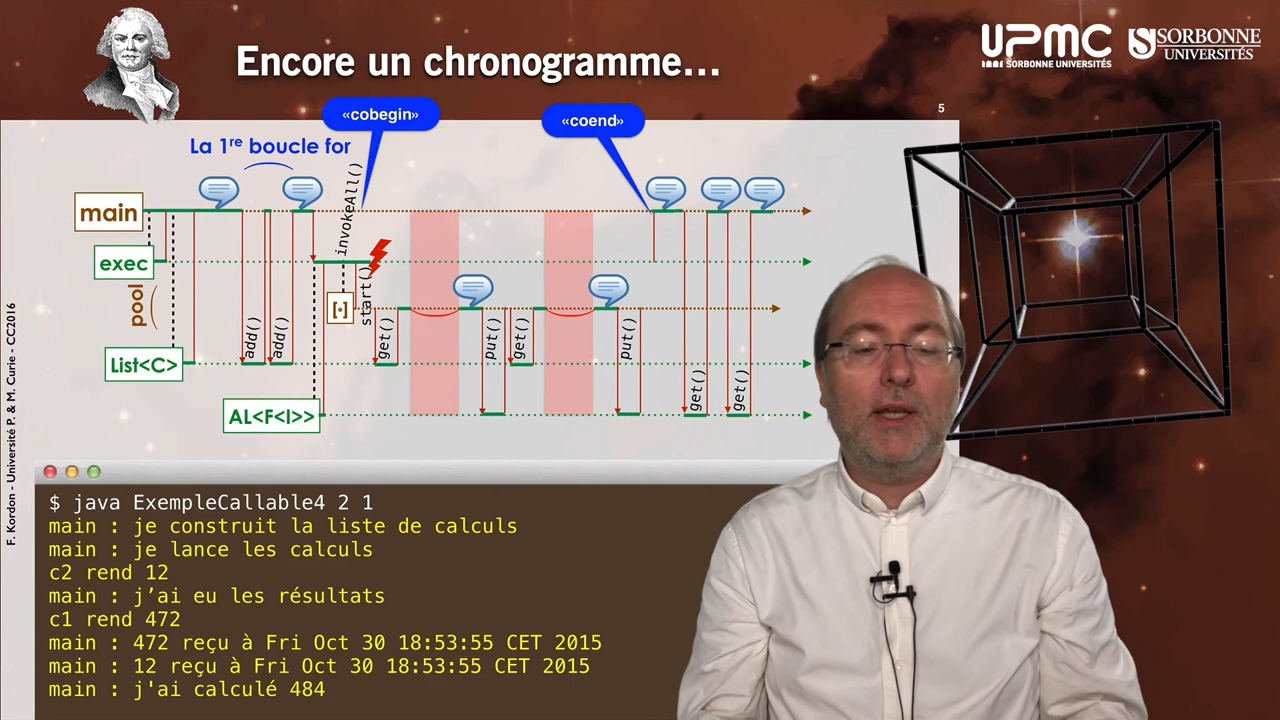 Encore un chronogramme...
UPMC
SORBONNE UNIVERSITÉS
SORBONNE
UNIVERSITÉS
5
«cobegin»
«coend»
La 1re boucle for
invokeAll()
main
exec
pool
[·]
start()
add()
add()
get()
put()
get()
put()
List<C>
get()
get()
AL<F<I>>
F. Kordon - Université P. & M. Curie - CC2016
$ java ExempleCallable4 2 1
main : je construit la liste de calculs
main : je lance les calculs
c2 rend 12
main : j’ai eu les résultats
c1 rend 472
main : 472 reçu à Fri Oct 30 18:53:55 CET 2015
main : 12 reçu à Fri Oct 30 18:53:55 CET 2015
main : j'ai calculé 484